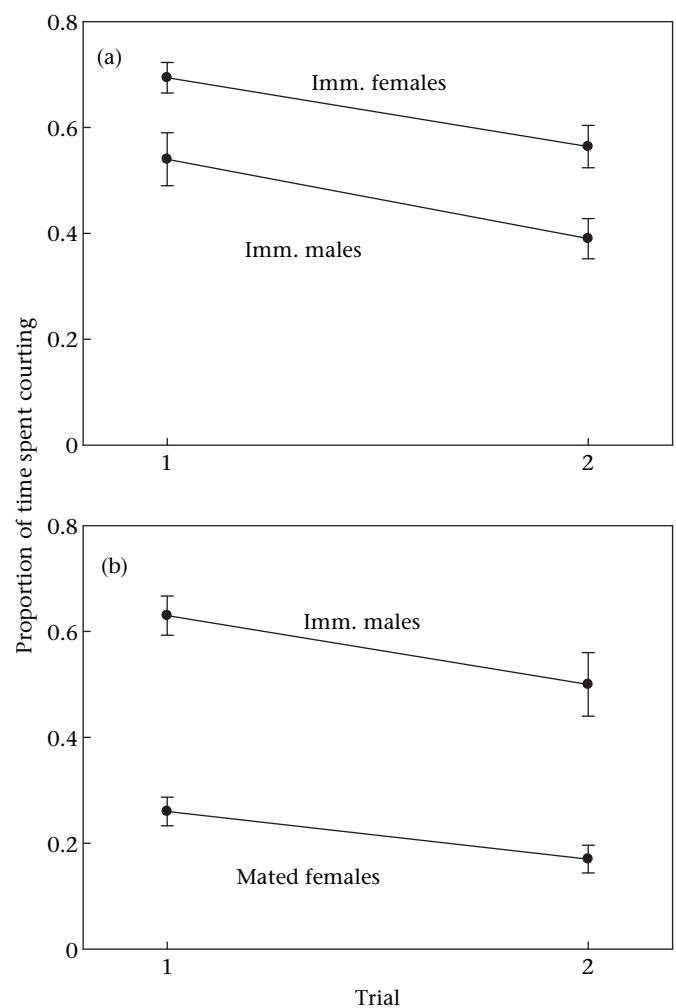 Proportion of time spent courting
(a)
0.8
0.6
0.4
0.2
0
Imm. females
Imm. males
1 2
(b)
0.8
0.6
0.4
0.2
0
Imm. males
Mated females
1 2
Trial